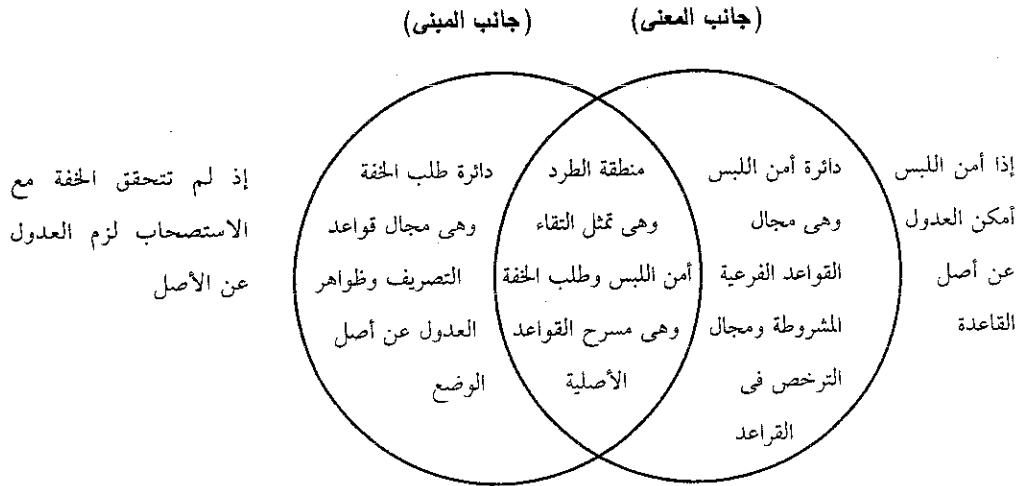 (جانب المعنى)
(جانب المبنى)
إذا أمن اللبس
أمكن العدول
عن أصل
القاعدة
دائرة أمن اللبس
وهى مجال
القواعد الفرعية
المشروطة ومجال
الترخص فى
القراعد
منطقة الطرد
وهى تمثل التقاء
أمن اللبس وطلب الخفة
وهى مسرح القواعد
الأصلية
دائرة طلب الخفة
وهى مجال قواعد
التصريف وظواهر
العدول عن أصل
الوضع
إذ لم تتحقق الخفة مع
الاستصحاب لزم العدول
عن الأصل